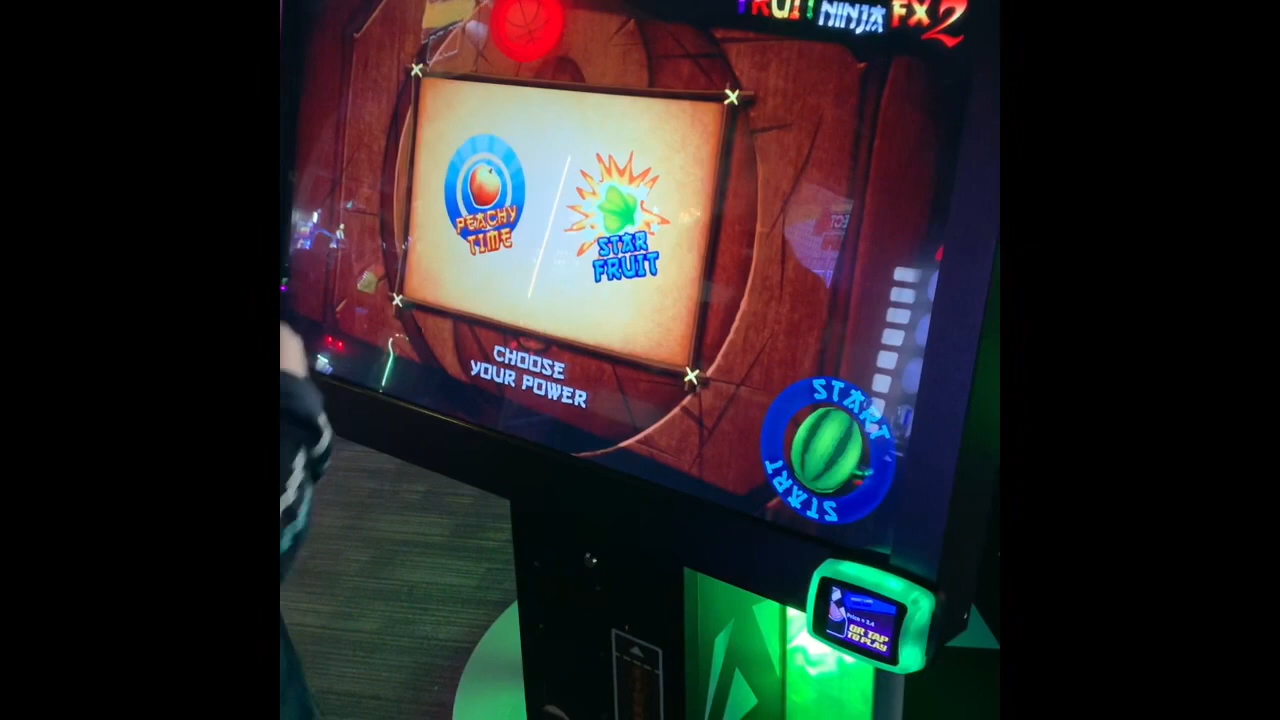 FRUIT NINJA FX 2
PEACHY
TIME
STAR
FRUIT
CHOOSE
YOUR POWER
START
START
OR TAP
TO PLAY